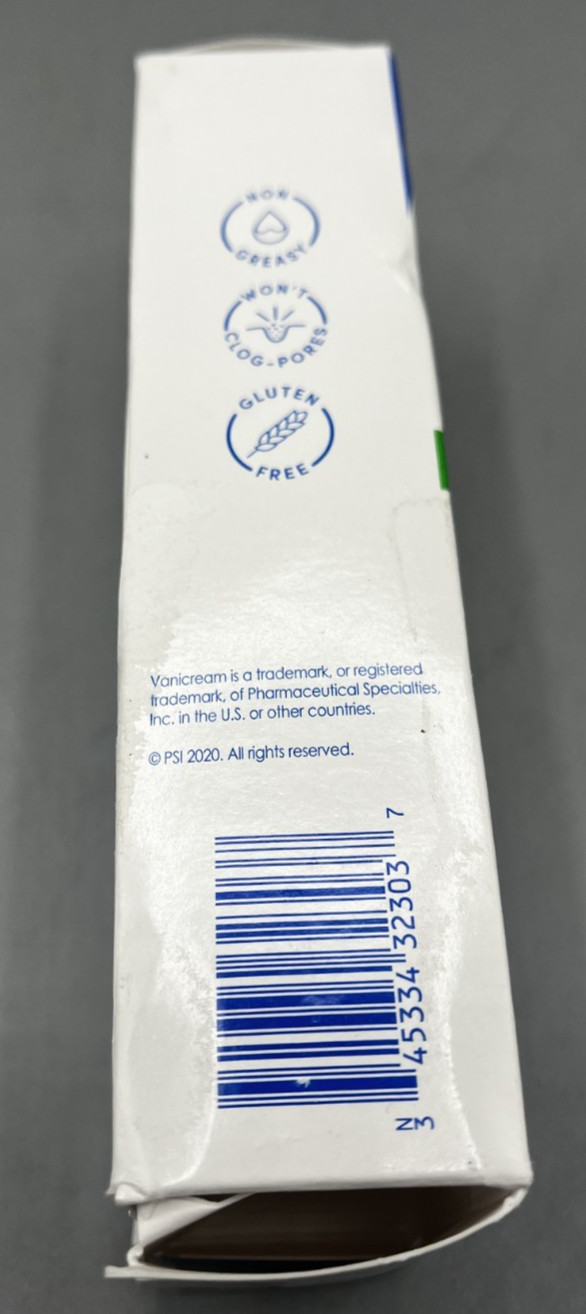 NON
GREASY
WON'T
CLOG-PORES
GLUTEN
FREE
Vanicream is a trademark, or registered
trademark, of Pharmaceutical Specialties,
Inc. in the U.S. or other countries.
© PSI 2020. All rights reserved.
N
3 45334 32303 7